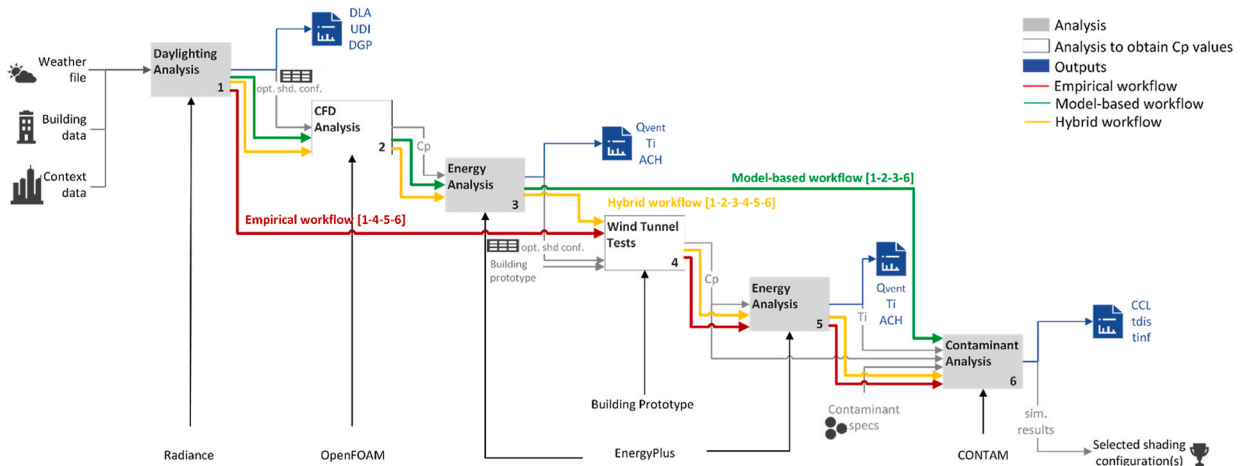 DLA
UDI
DGP
Analysis
Analysis to obtain Cp values
Outputs
Empirical workflow
Model-based workflow
Hybrid workflow
Weather
file
Building
data
Context
data
Daylighting
Analysis
1
opt. shd. conf.
CFD
Analysis
2
Cp
Qvent
Ti
ACH
Energy
Analysis
3
Model-based workflow [1-2-3-6]
Hybrid workflow [1-2-3-4-5-6]
Empirical workflow [1-4-5-6]
Wind Tunnel
Tests
4
opt. shd conf.
Building
prototype
Cp
Energy
Analysis
5
Qvent
Ti
ACH
Ti
Contaminant
Analysis
6
CCL
tdis
tinf
Building Prototype
Contaminant
specs
sim.
results
Radiance
OpenFOAM
EnergyPlus
CONTAM
Selected shading
configuration(s)